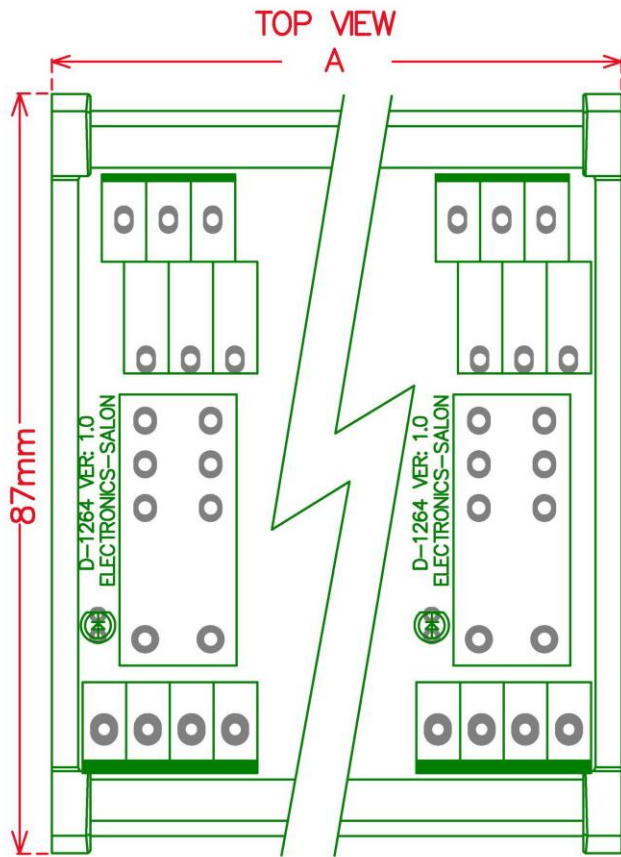 TOP VIEW
A
87mm
D-1264 VER: 1.0
ELECTRONICS-SALON
D-1264 VER: 1.0
ELECTRONICS-SALON